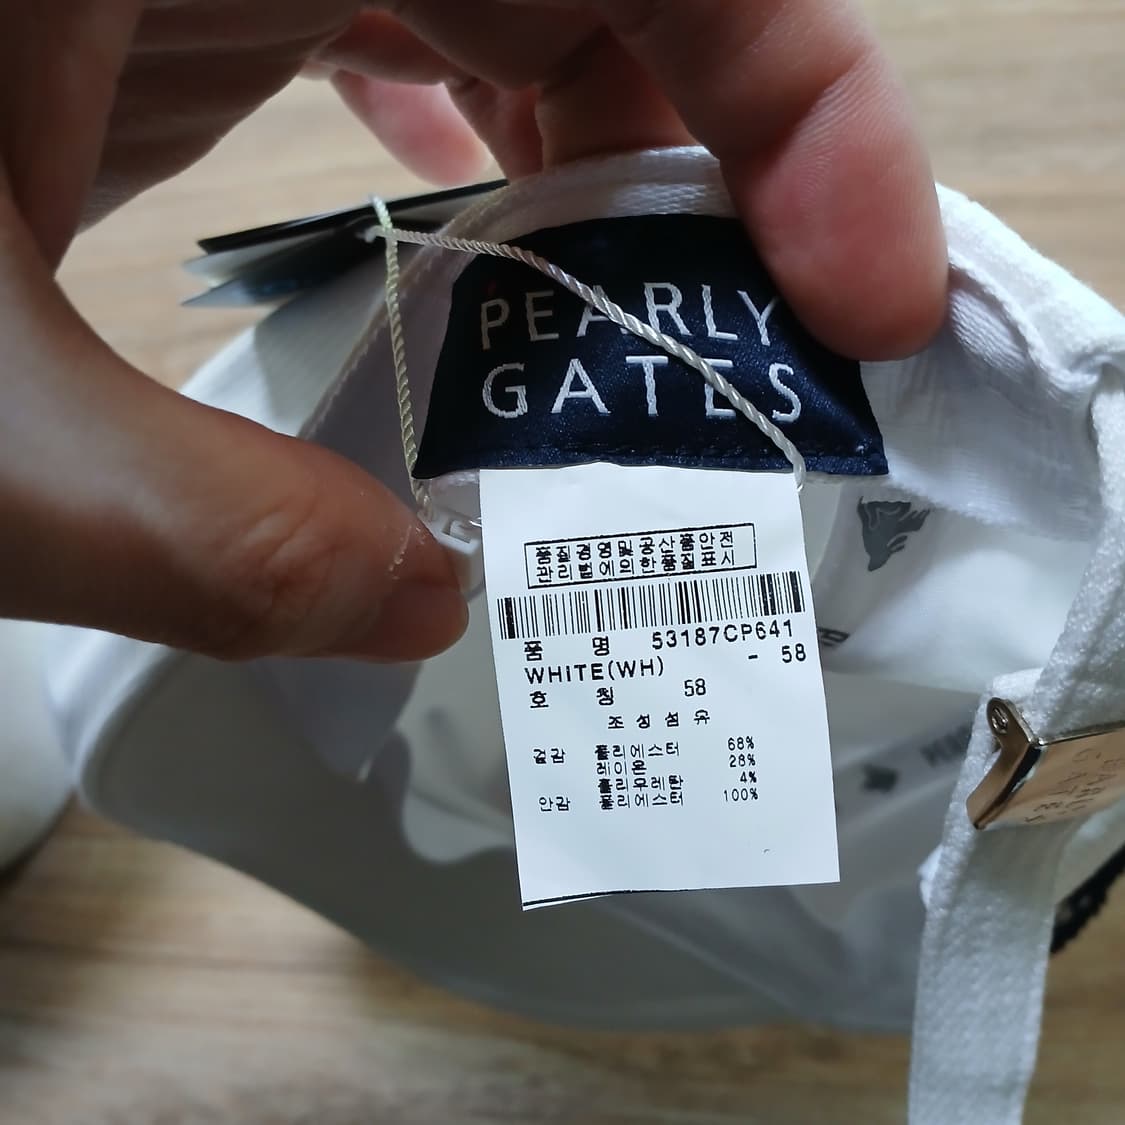 PEARLY
GATES
품질경영및공산품안전
관리법에의한품질표시
품 명 53187CP641
WHITE(WH) - 58
호 칭 58
조성섬유
겉감 폴리에스터 68%
레이온 28%
폴리우레탄 4%
안감 폴리에스터 100%